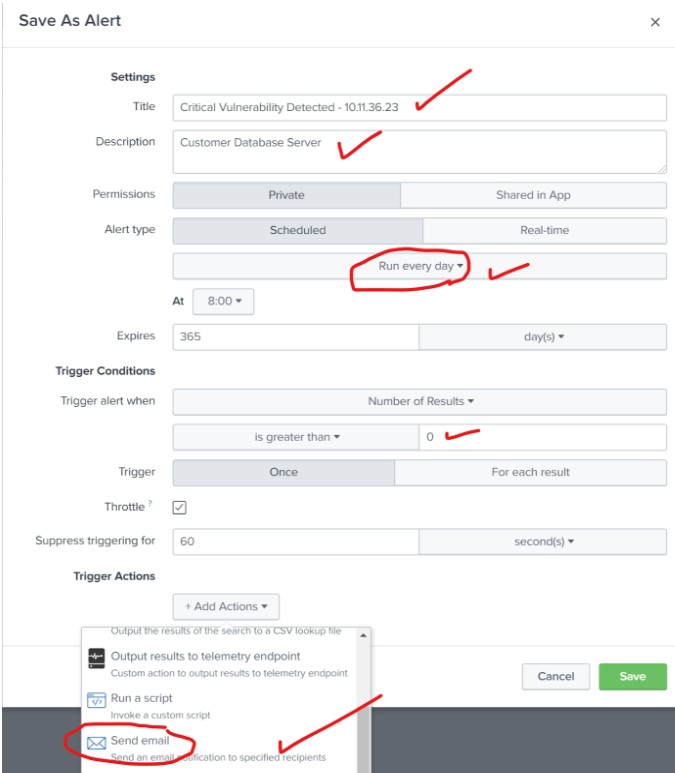 Save As Alert ×
Settings
Title Critical Vulnerability Detected - 10.11.36.23
Description Customer Database Server
Permissions Private Shared in App
Alert type Scheduled Real-time
Run every day
At 8:00
Expires 365 day(s)
Trigger Conditions
Trigger alert when Number of Results
is greater than 0
Trigger Once For each result
Throttle ?
Suppress triggering for 60 second(s)
Trigger Actions
+ Add Actions
Output the results of the search to a CSV lookup file
Output results to telemetry endpoint
Custom action to output results to telemetry endpoint
Cancel Save
Run a script
Invoke a custom script
Send email
Send an email notification to specified recipients